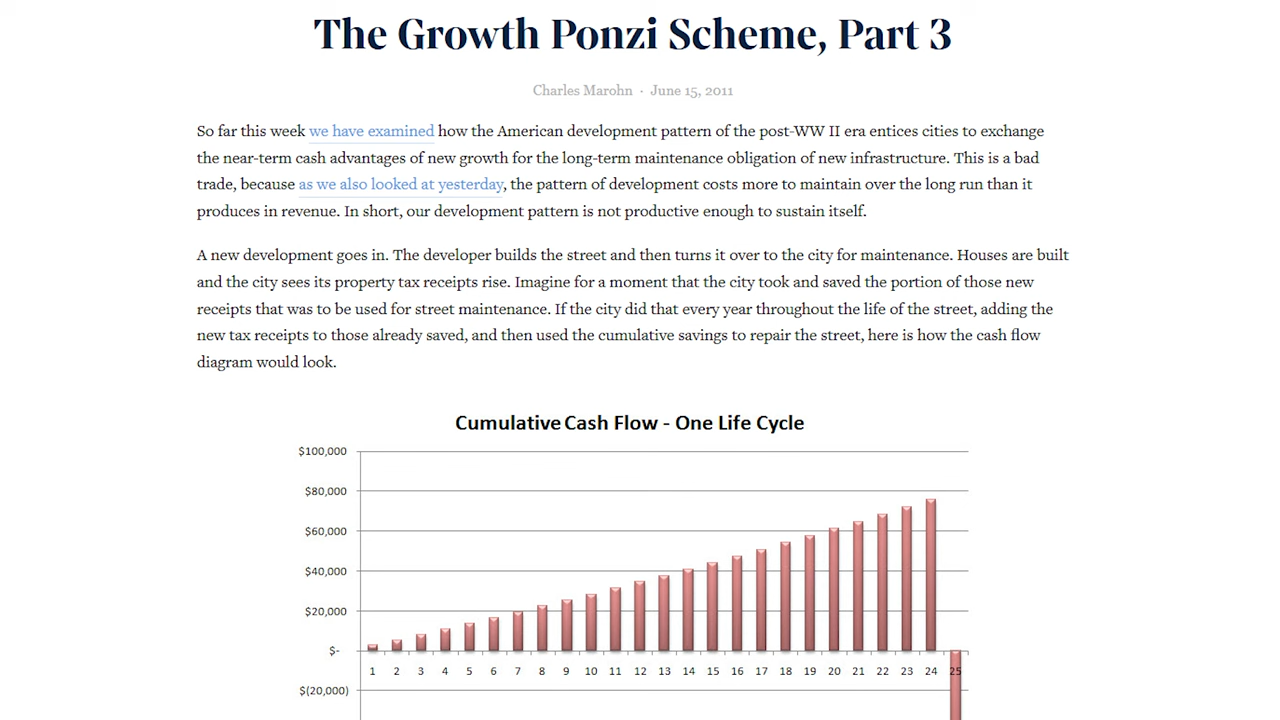 The Growth Ponzi Scheme, Part 3
Charles Marohn · June 15, 2011
So far this week we have examined how the American development pattern of the post-WW II era entices cities to exchange
the near-term cash advantages of new growth for the long-term maintenance obligation of new infrastructure. This is a bad
trade, because as we also looked at yesterday, the pattern of development costs more to maintain over the long run than it
produces in revenue. In short, our development pattern is not productive enough to sustain itself.
A new development goes in. The developer builds the street and then turns it over to the city for maintenance. Houses are built
and the city sees its property tax receipts rise. Imagine for a moment that the city took and saved the portion of those new
receipts that was to be used for street maintenance. If the city did that every year throughout the life of the street, adding the
new tax receipts to those already saved, and then used the cumulative savings to repair the street, here is how the cash flow
diagram would look.
Cumulative Cash Flow - One Life Cycle
$100,000
$80,000
$60,000
$40,000
$20,000
$-
1 2 3 4 5 6 7 8 9 10 11 12 13 14 15 16 17 18 19 20 21 22 23 24 25
$(20,000)